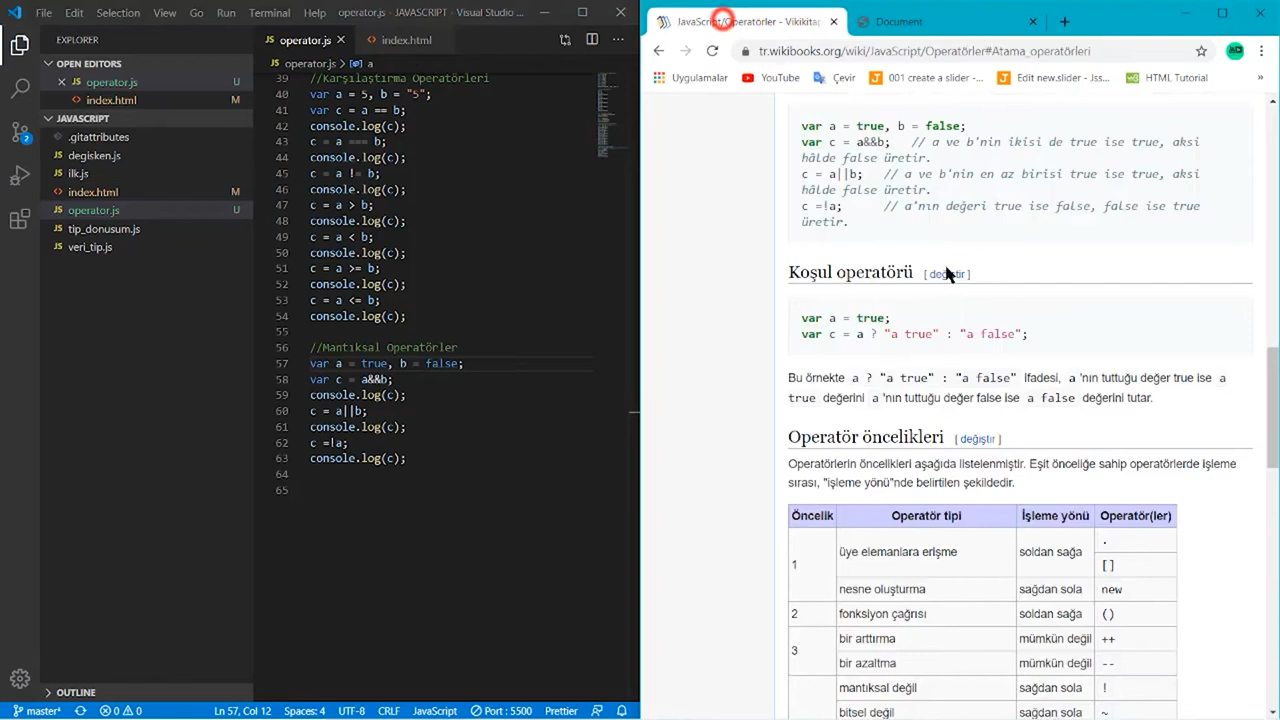 File Edit Selection View Go Run Terminal Help operator.js - JAVASCRIPT - Visual Studio ...
EXPLORER
OPEN EDITORS
operator.js U
index.html M
JAVASCRIPT
.gitattributes
degisken.js
ilk.js
index.html M
operator.js U
tip_donusum.js
veri_tip.js
OUTLINE
2
operator.js index.html
operator.js > a
39 //Karşılaştırma Operatörleri
40 var a = 5, b = "5";
41 var c = a == b;
42 console.log(c);
43 c = a === b;
44 console.log(c);
45 c = a != b;
46 console.log(c);
47 c = a > b;
48 console.log(c);
49 c = a < b;
50 console.log(c);
51 c = a >= b;
52 console.log(c);
53 c = a <= b;
54 console.log(c);
55
56 //Mantıksal Operatörler
57 var a = true, b = false;
58 var c = a&&b;
59 console.log(c);
60 c = a||b;
61 console.log(c);
62 c =!a;
63 console.log(c);
64
65
master* 0 0 Ln 57, Col 12 Spaces: 4 UTF-8 CRLF JavaScript Port : 5500 Prettier
JavaScript/Operatörler - Vikikitap Document
tr.wikibooks.org/wiki/JavaScript/Operatörler#Atama_operatörleri
Uygulamalar YouTube Çevir 001 create a slider -... Edit new.slider - Jss... HTML Tutorial »
var a = true, b = false;
var c = a&&b; // a ve b'nin ikisi de true ise true, aksi
hâlde false üretir.
c = a||b; // a ve b'nin en az birisi true ise true, aksi
hâlde false üretir.
c =!a; // a'nın değeri true ise false, false ise true
üretir.
Koşul operatörü [ değiştir ]
var a = true;
var c = a ? "a true" : "a false";
Bu örnekte a ? "a true" : "a false" ifadesi, a 'nın tuttuğu değer true ise a
true değerini a 'nın tuttuğu değer false ise a false değerini tutar.
Operatör öncelikleri [ değiştir ]
Operatörlerin öncelikleri aşağıda listelenmiştir. Eşit önceliğe sahip operatörlerde işleme
sırası, "işleme yönü"nde belirtilen şekildedir.
Öncelik Operatör tipi İşleme yönü Operatör(ler)
1 üye elemanlara erişme soldan sağa .
[]
nesne oluşturma sağdan sola new
2 fonksiyon çağrısı soldan sağa ()
3 bir arttırma mümkün değil ++
bir azaltma mümkün değil --
mantıksal değil sağdan sola !
bitsel değil sağdan sola ~